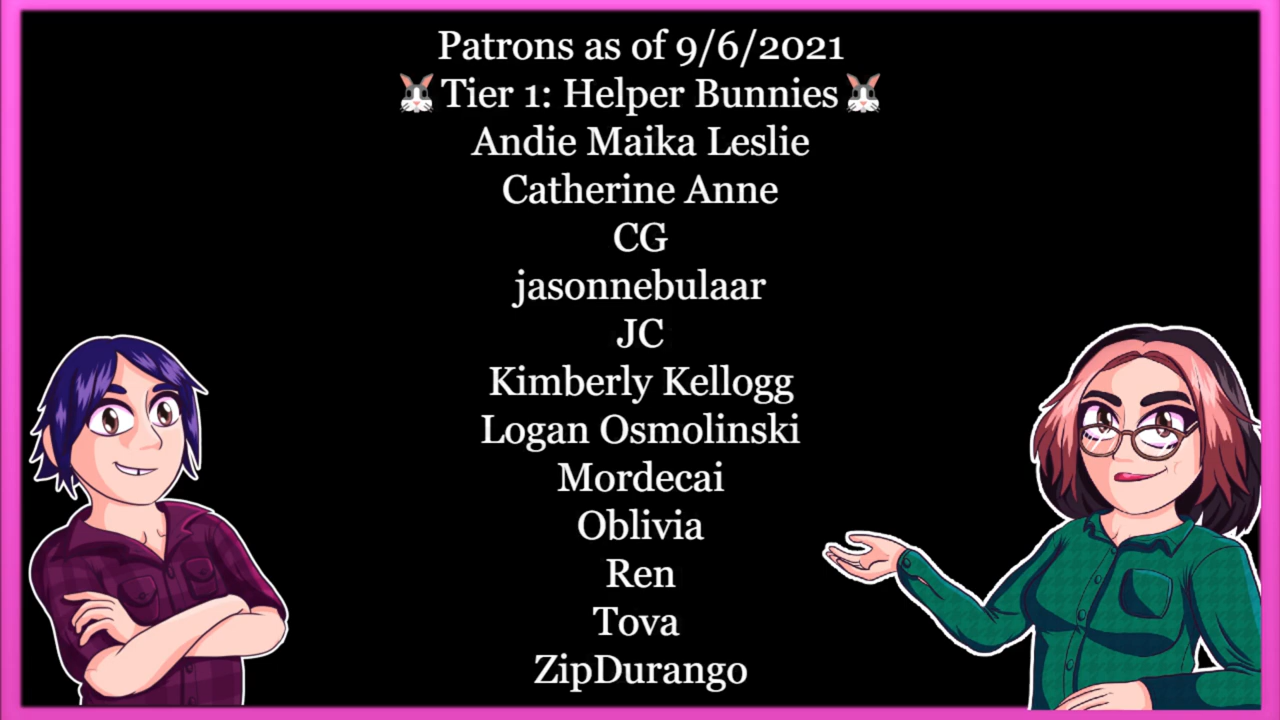 Patrons as of 9/6/2021
🐰Tier 1: Helper Bunnies🐰
Andie Maika Leslie
Catherine Anne
CG
jasonnebulaar
JC
Kimberly Kellogg
Logan Osmolinski
Mordecai
Oblivia
Ren
Tova
ZipDurango